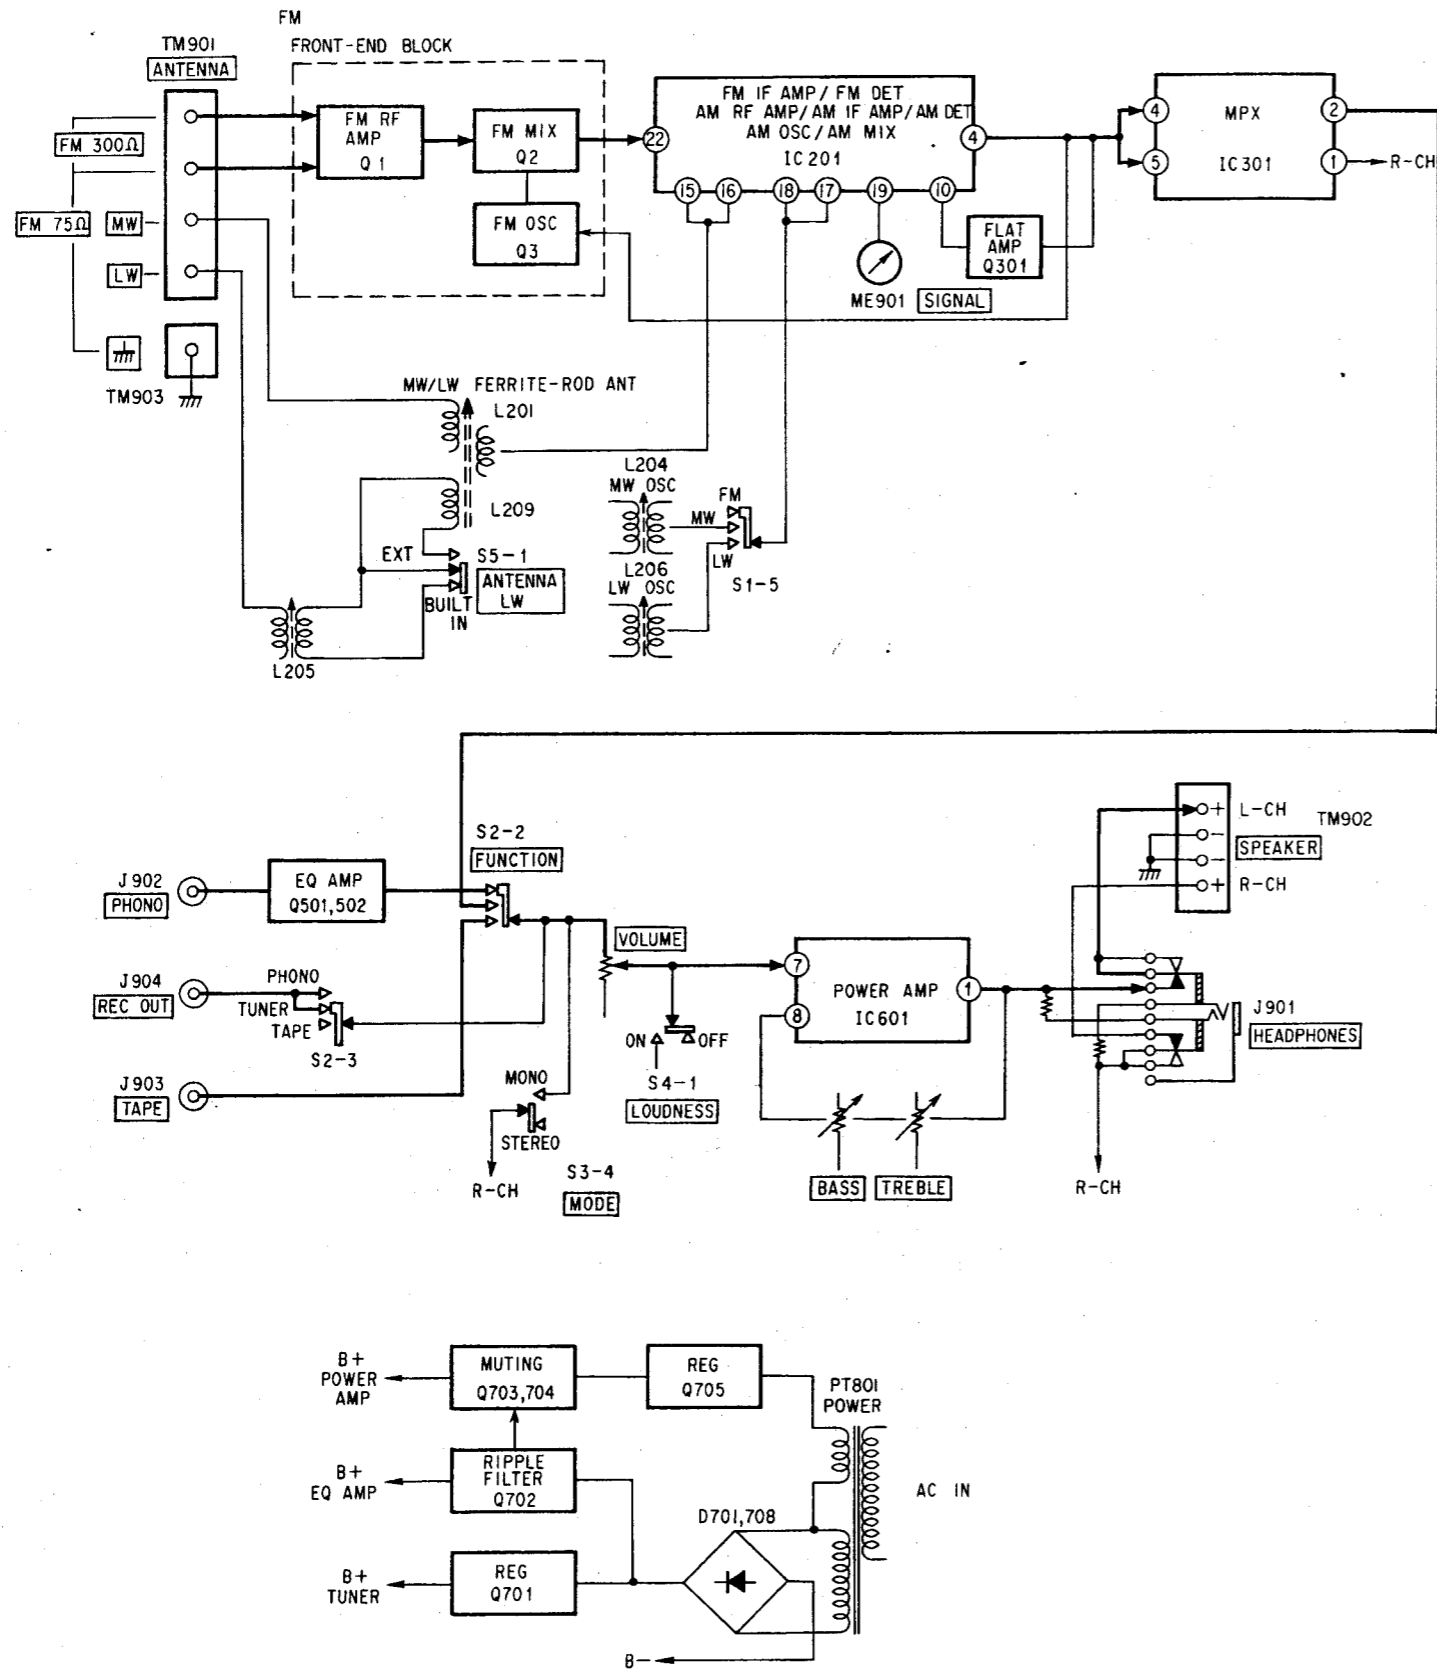 FM
FRONT-END BLOCK
TM901
ANTENNA
FM 300Ω
FM 75Ω
MW
LW
TM903
FM RF
AMP
Q1
FM MIX
Q2
FM OSC
Q3
FM IF AMP/FM DET
AM RF AMP/AM IF AMP/AM DET
AM OSC/AM MIX
IC201
22
4
15
16
18
17
19
10
ME901
SIGNAL
FLAT
AMP
Q301
4
5
MPX
IC301
2
1
R-CH
MW/LW FERRITE-ROD ANT
L201
L209
EXT
S5-1
ANTENNA
LW
BUILT
IN
L205
L204
MW OSC
FM
MW
LW
L206
LW OSC
S1-5
J902
PHONO
EQ AMP
Q501,502
S2-2
FUNCTION
J904
REC OUT
PHONO
TUNER
TAPE
S2-3
J903
TAPE
MONO
STEREO
R-CH
S3-4
MODE
VOLUME
ON
OFF
S4-1
LOUDNESS
7
8
POWER AMP
IC601
1
BASS
TREBLE
+
L-CH
TM902
-
SPEAKER
-
+
R-CH
J901
HEADPHONES
R-CH
B+
POWER
AMP
MUTING
Q703,704
REG
Q705
PT801
POWER
B+
EQ AMP
RIPPLE
FILTER
Q702
AC IN
D701,708
B+
TUNER
REG
Q701
B-